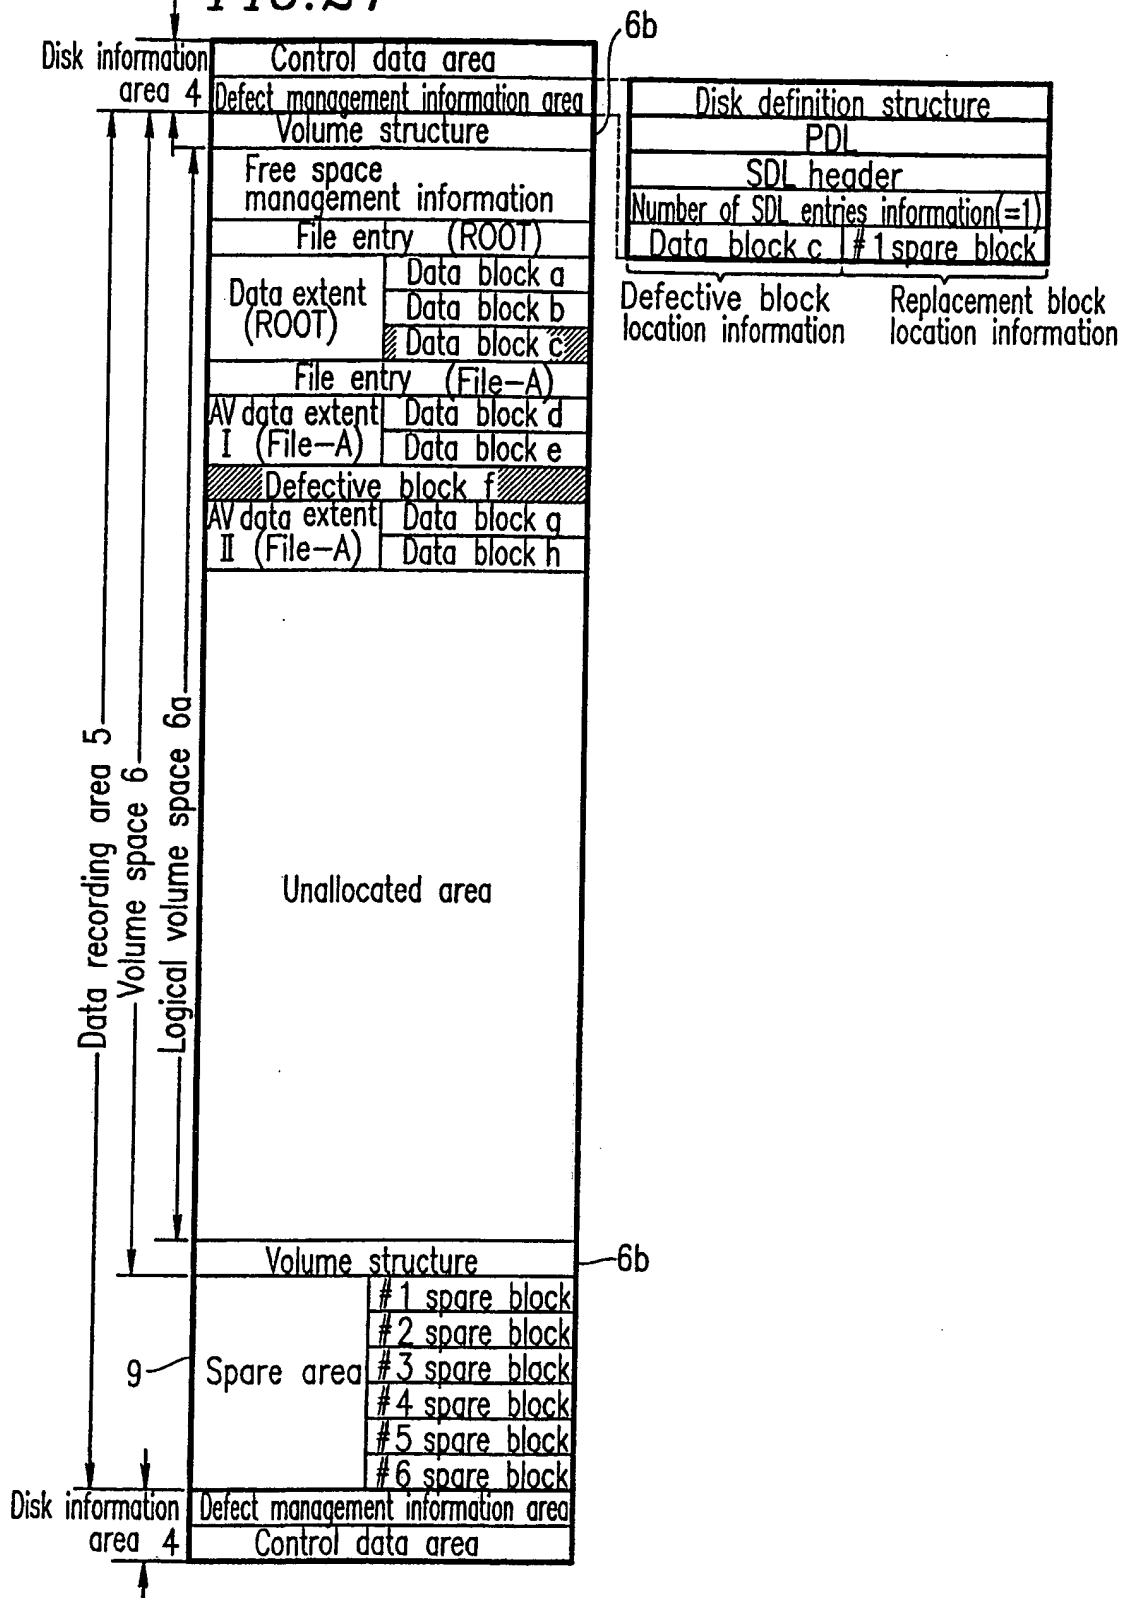 FIG.27
6b
Disk information
area 4
Control data area
Defect management information area
Volume structure
Free space
management information
File entry (ROOT)
Data extent
(ROOT)
Data block a
Data block b
Data block c
File entry (File-A)
AV data extent
I (File-A)
Data block d
Data block e
Defective block f
AV data extent
II (File-A)
Data block g
Data block h
Disk definition structure
PDL
SDL header
Number of SDL entries information(=1)
Data block c
#1 spare block
Defective block
location information
Replacement block
location information
Data recording area 5
Volume space 6
Logical volume space 6a
Unallocated area
Volume structure
6b
9
Spare area
#1 spare block
#2 spare block
#3 spare block
#4 spare block
#5 spare block
#6 spare block
Disk information
area 4
Defect management information area
Control data area